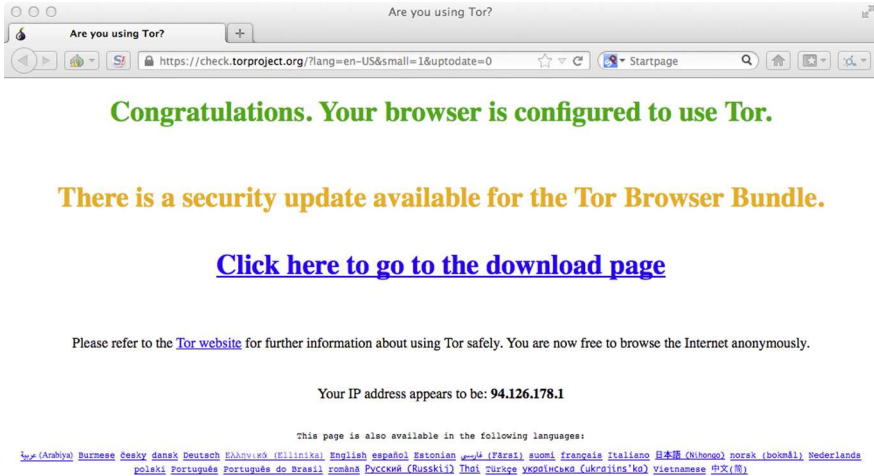 Are you using Tor?
Are you using Tor?
https://check.torproject.org/?lang=en-US&small=1&uptodate=0
Startpage
Congratulations. Your browser is configured to use Tor.
There is a security update available for the Tor Browser Bundle.
Click here to go to the download page
Please refer to the Tor website for further information about using Tor safely. You are now free to browse the Internet anonymously.
Your IP address appears to be: 94.126.178.1
This page is also available in the following languages:
عربية (Arabiya) Burmese česky dansk Deutsch Ελληνικά (Ellinika) English español Estonian فارسی (Fārsī) suomi français Italiano 日本語 (Nihongo) norsk (bokmål) Nederlands
polski Português Português do Brasil română Русский (Russkij) Thai Türkçe українська (ukrajins'ka) Vietnamese 中文(简)